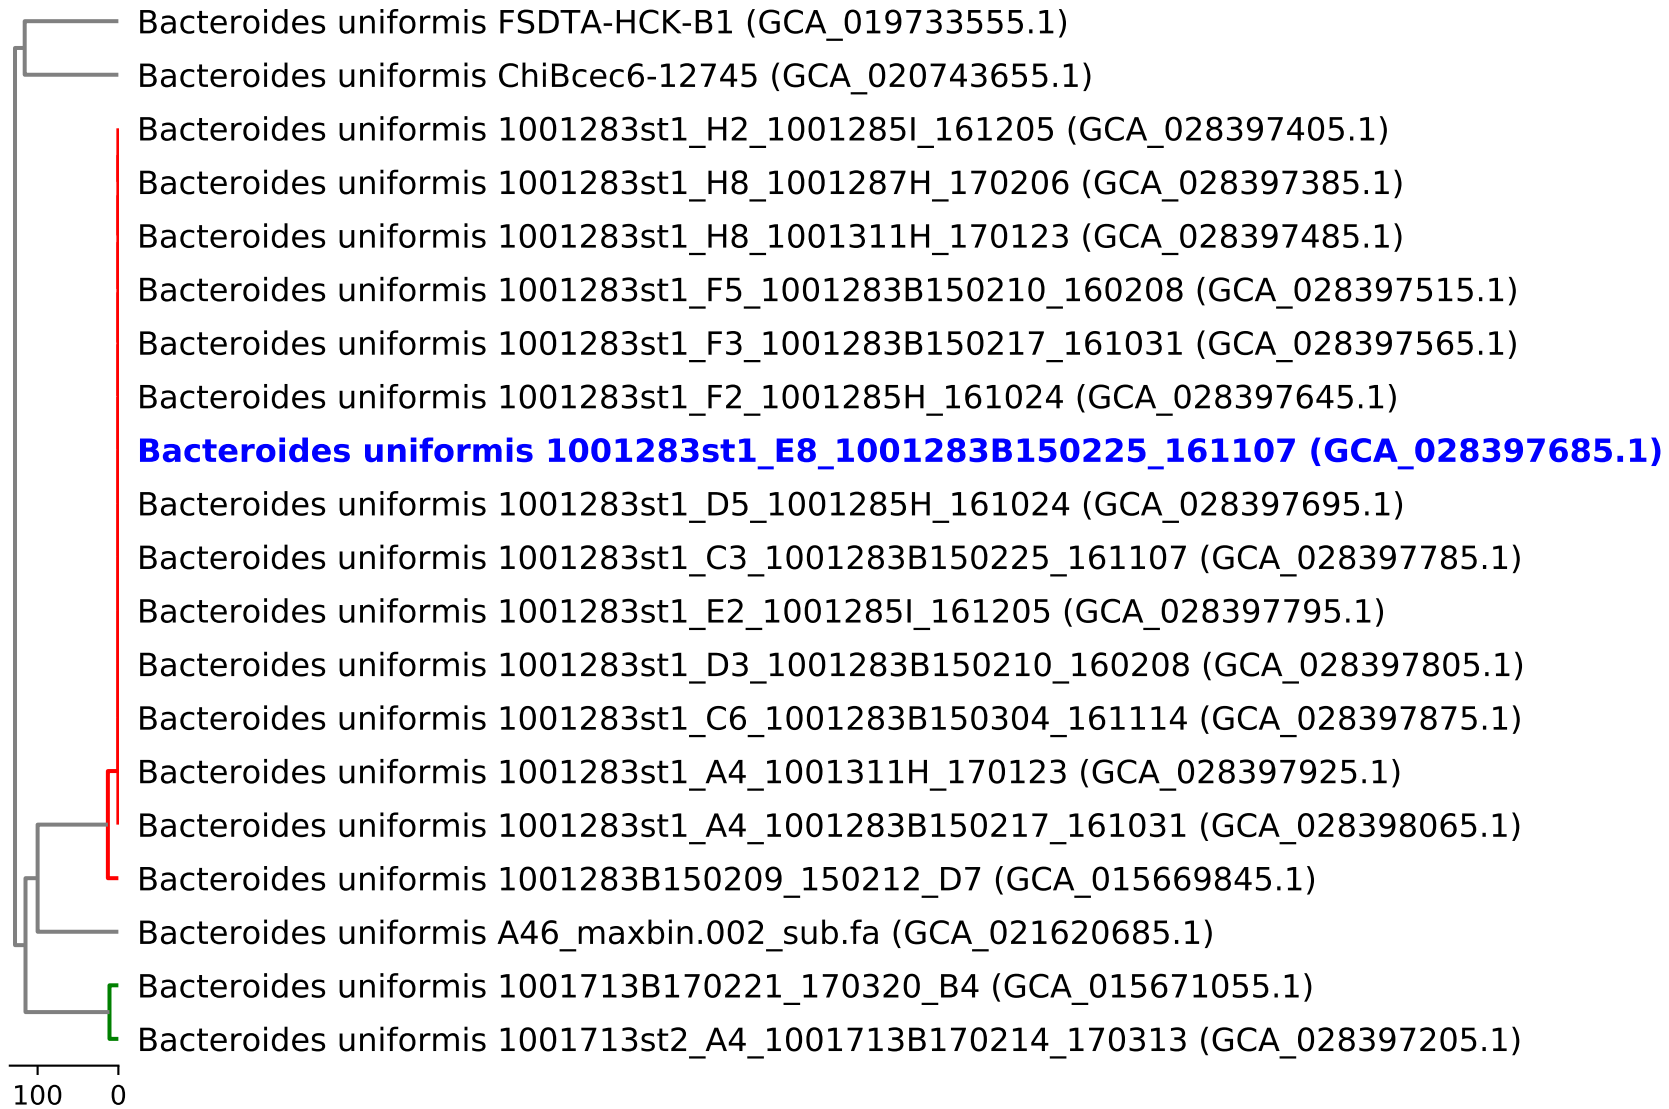 Bacteroides uniformis FSDTA-HCK-B1 (GCA_019733555.1)
Bacteroides uniformis ChiBcec6-12745 (GCA_020743655.1)
Bacteroides uniformis 1001283st1_H2_1001285I_161205 (GCA_028397405.1)
Bacteroides uniformis 1001283st1_H8_1001287H_170206 (GCA_028397385.1)
Bacteroides uniformis 1001283st1_H8_1001311H_170123 (GCA_028397485.1)
Bacteroides uniformis 1001283st1_F5_1001283B150210_160208 (GCA_028397515.1)
Bacteroides uniformis 1001283st1_F3_1001283B150217_161031 (GCA_028397565.1)
Bacteroides uniformis 1001283st1_F2_1001285H_161024 (GCA_028397645.1)
Bacteroides uniformis 1001283st1_E8_1001283B150225_161107 (GCA_028397685.1)
Bacteroides uniformis 1001283st1_D5_1001285H_161024 (GCA_028397695.1)
Bacteroides uniformis 1001283st1_C3_1001283B150225_161107 (GCA_028397785.1)
Bacteroides uniformis 1001283st1_E2_1001285I_161205 (GCA_028397795.1)
Bacteroides uniformis 1001283st1_D3_1001283B150210_160208 (GCA_028397805.1)
Bacteroides uniformis 1001283st1_C6_1001283B150304_161114 (GCA_028397875.1)
Bacteroides uniformis 1001283st1_A4_1001311H_170123 (GCA_028397925.1)
Bacteroides uniformis 1001283st1_A4_1001283B150217_161031 (GCA_028398065.1)
Bacteroides uniformis 1001283B150209_150212_D7 (GCA_015669845.1)
Bacteroides uniformis A46_maxbin.002_sub.fa (GCA_021620685.1)
Bacteroides uniformis 1001713B170221_170320_B4 (GCA_015671055.1)
Bacteroides uniformis 1001713st2_A4_1001713B170214_170313 (GCA_028397205.1)
100 0